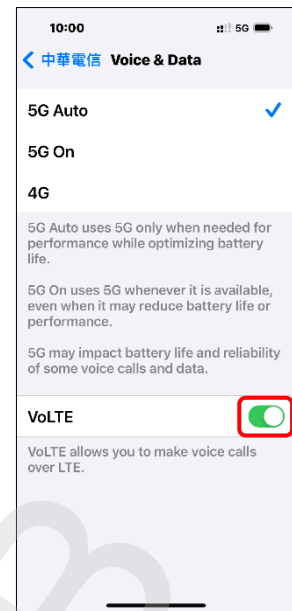 10:00 5G
中華電信 Voice & Data
5G Auto
5G On
4G
5G Auto uses 5G only when needed for
performance while optimizing battery
life.
5G On uses 5G whenever it is available,
even when it may reduce battery life or
performance.
5G may impact battery life and reliability
of some voice calls and data.
VoLTE
VoLTE allows you to make voice calls
over LTE.